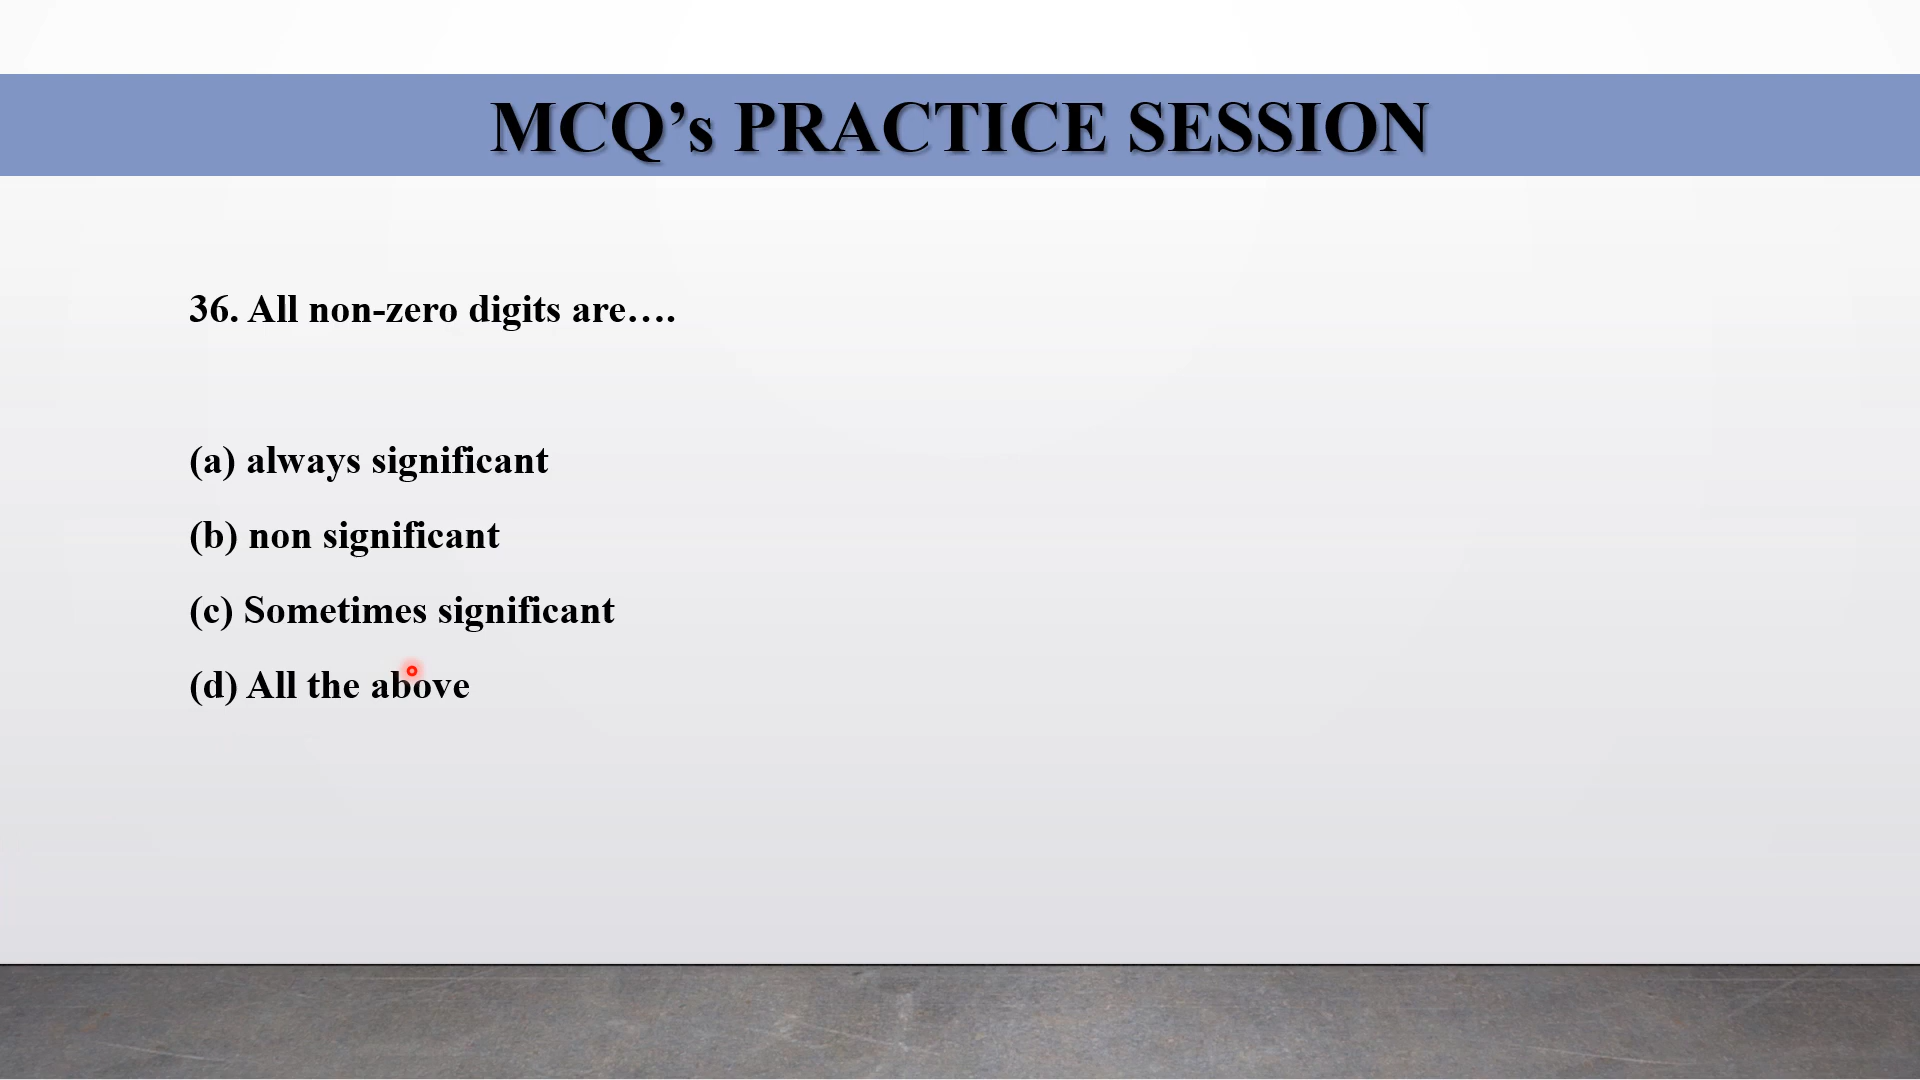 MCQ’s PRACTICE SESSION
36. All non-zero digits are….
(a) always significant
(b) non significant
(c) Sometimes significant
(d) All the above